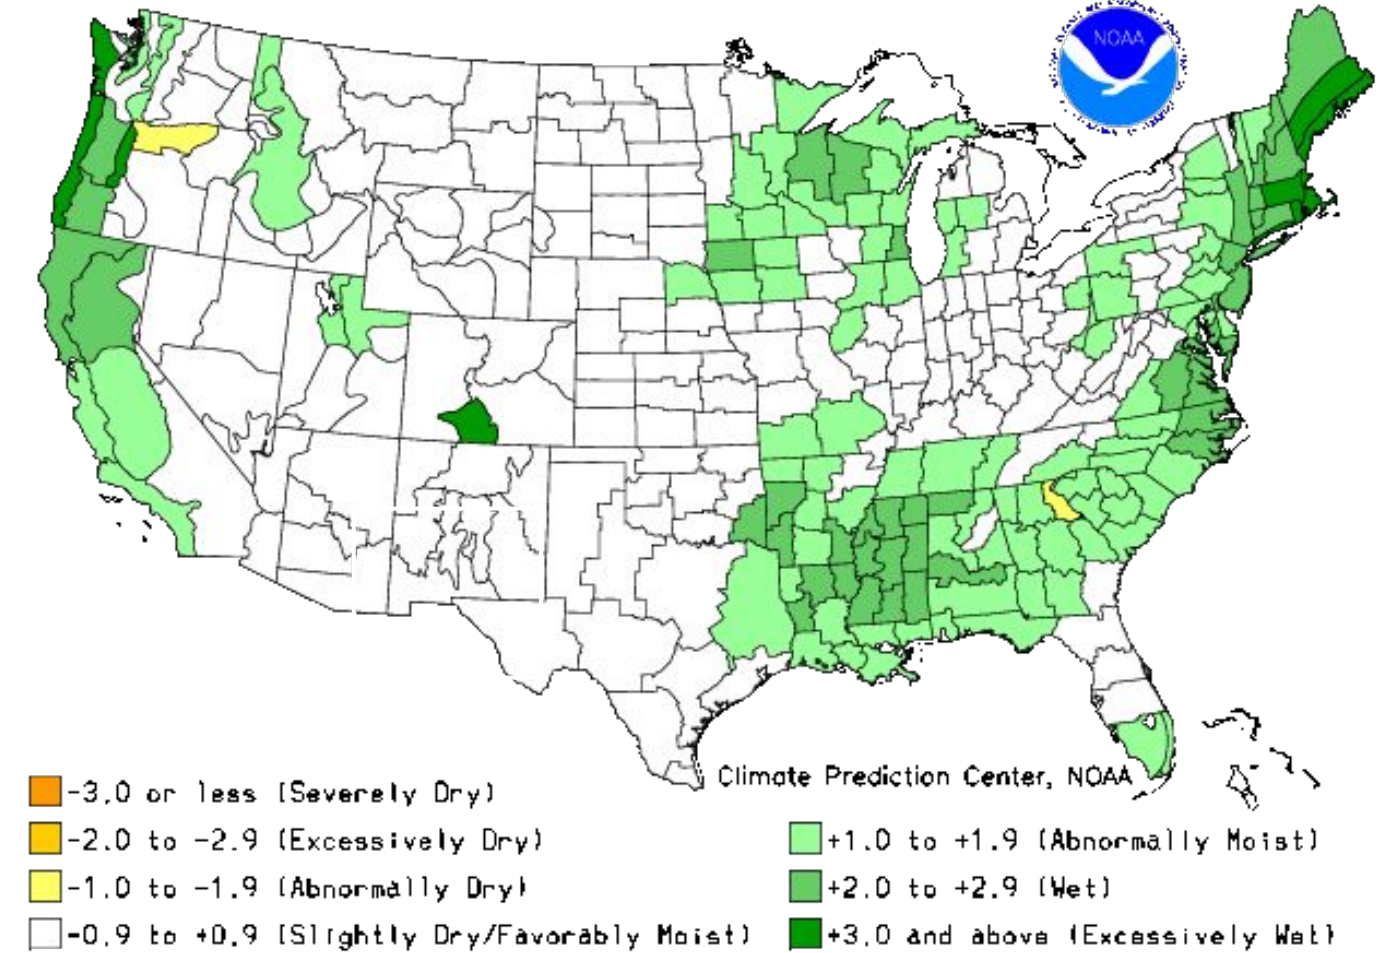 NOAA
Climate Prediction Center, NOAA
-3.0 or less (Severely Dry)
-2.0 to -2.9 (Excessively Dry)
-1.0 to -1.9 (Abnormally Dry)
-0.9 to +0.9 (Slightly Dry/Favorably Moist)
+1.0 to +1.9 (Abnormally Moist)
+2.0 to +2.9 (Wet)
+3.0 and above (Excessively Wet)